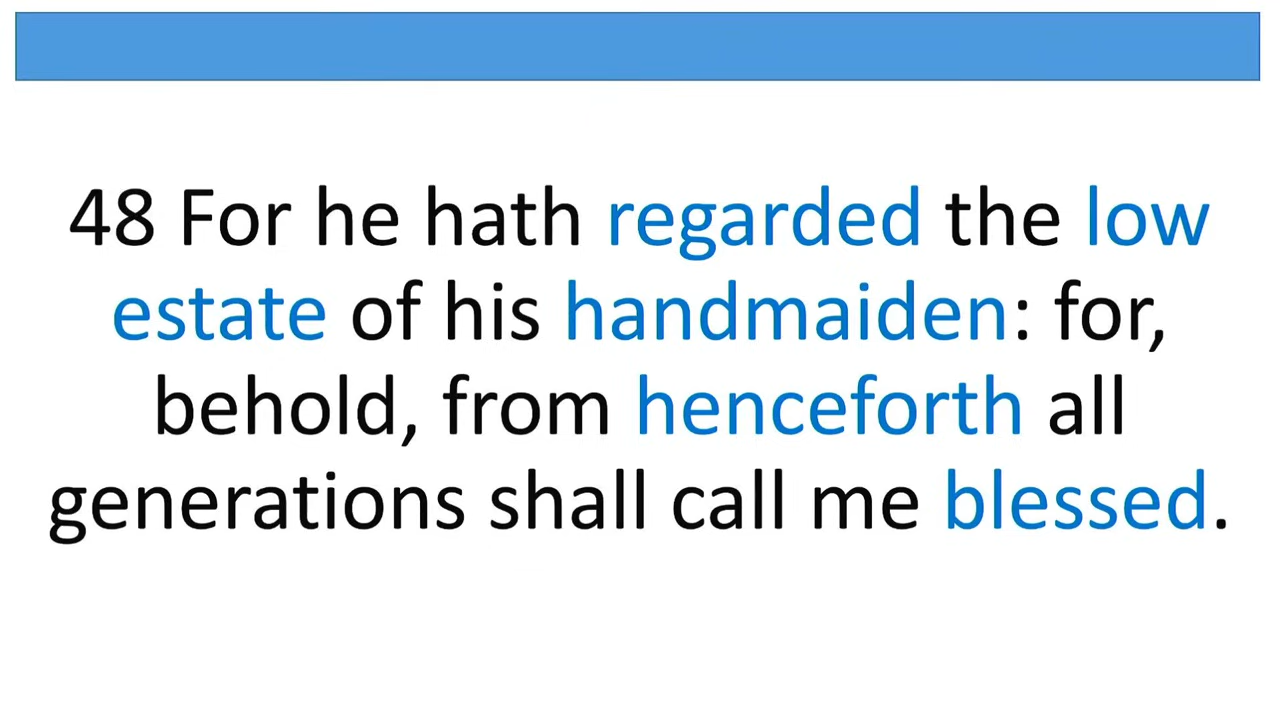 48 For he hath regarded the low
estate of his handmaiden: for,
behold, from henceforth all
generations shall call me blessed.